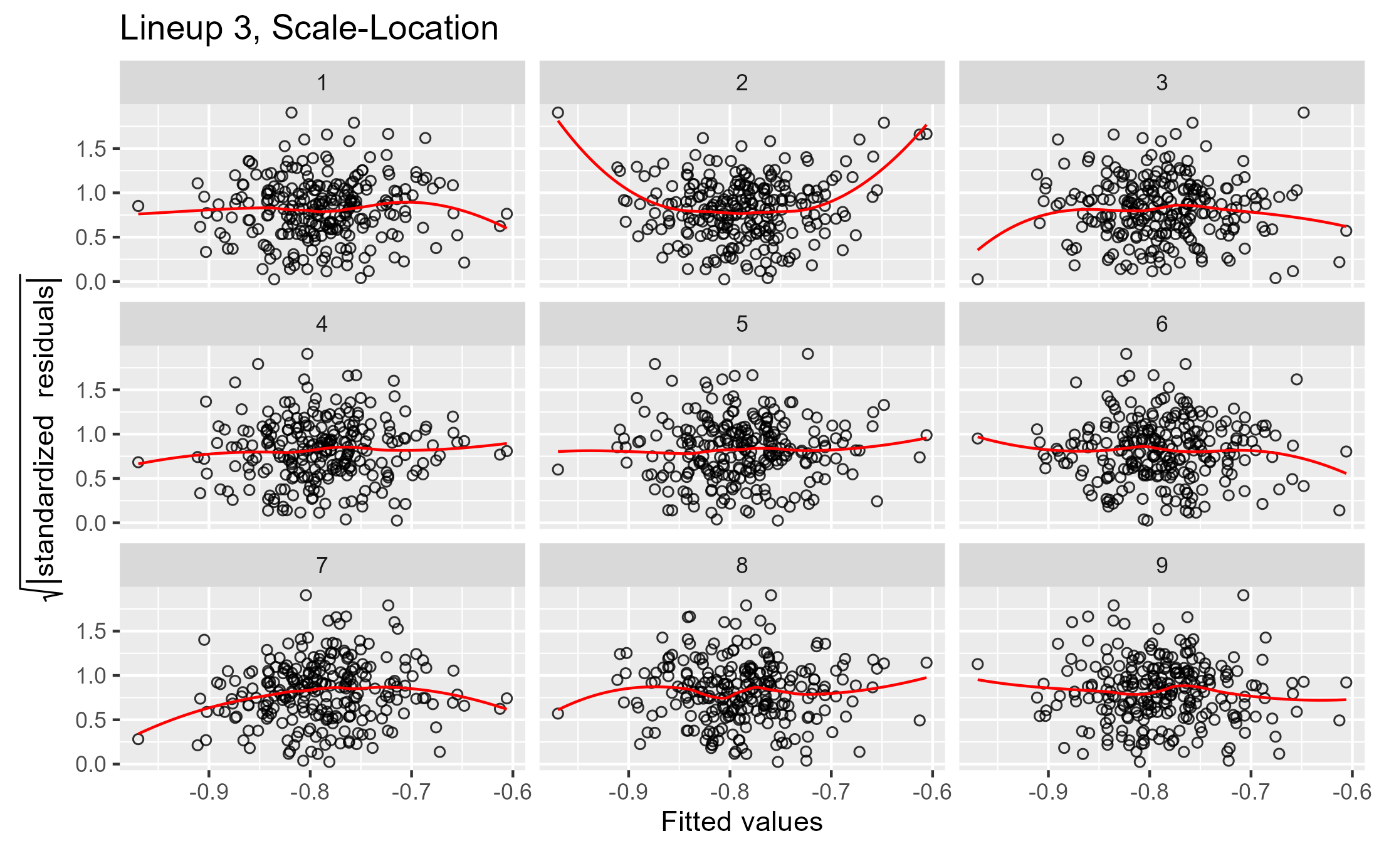 Lineup 3, Scale-Location
1 2 3
1.5
1.0
0.5
0.0
4 5 6
1.5
1.0
0.5
0.0
7 8 9
1.5
1.0
0.5
0.0
-0.9 -0.8 -0.7 -0.6 -0.9 -0.8 -0.7 -0.6 -0.9 -0.8 -0.7 -0.6
Fitted values
√|standardized residuals|